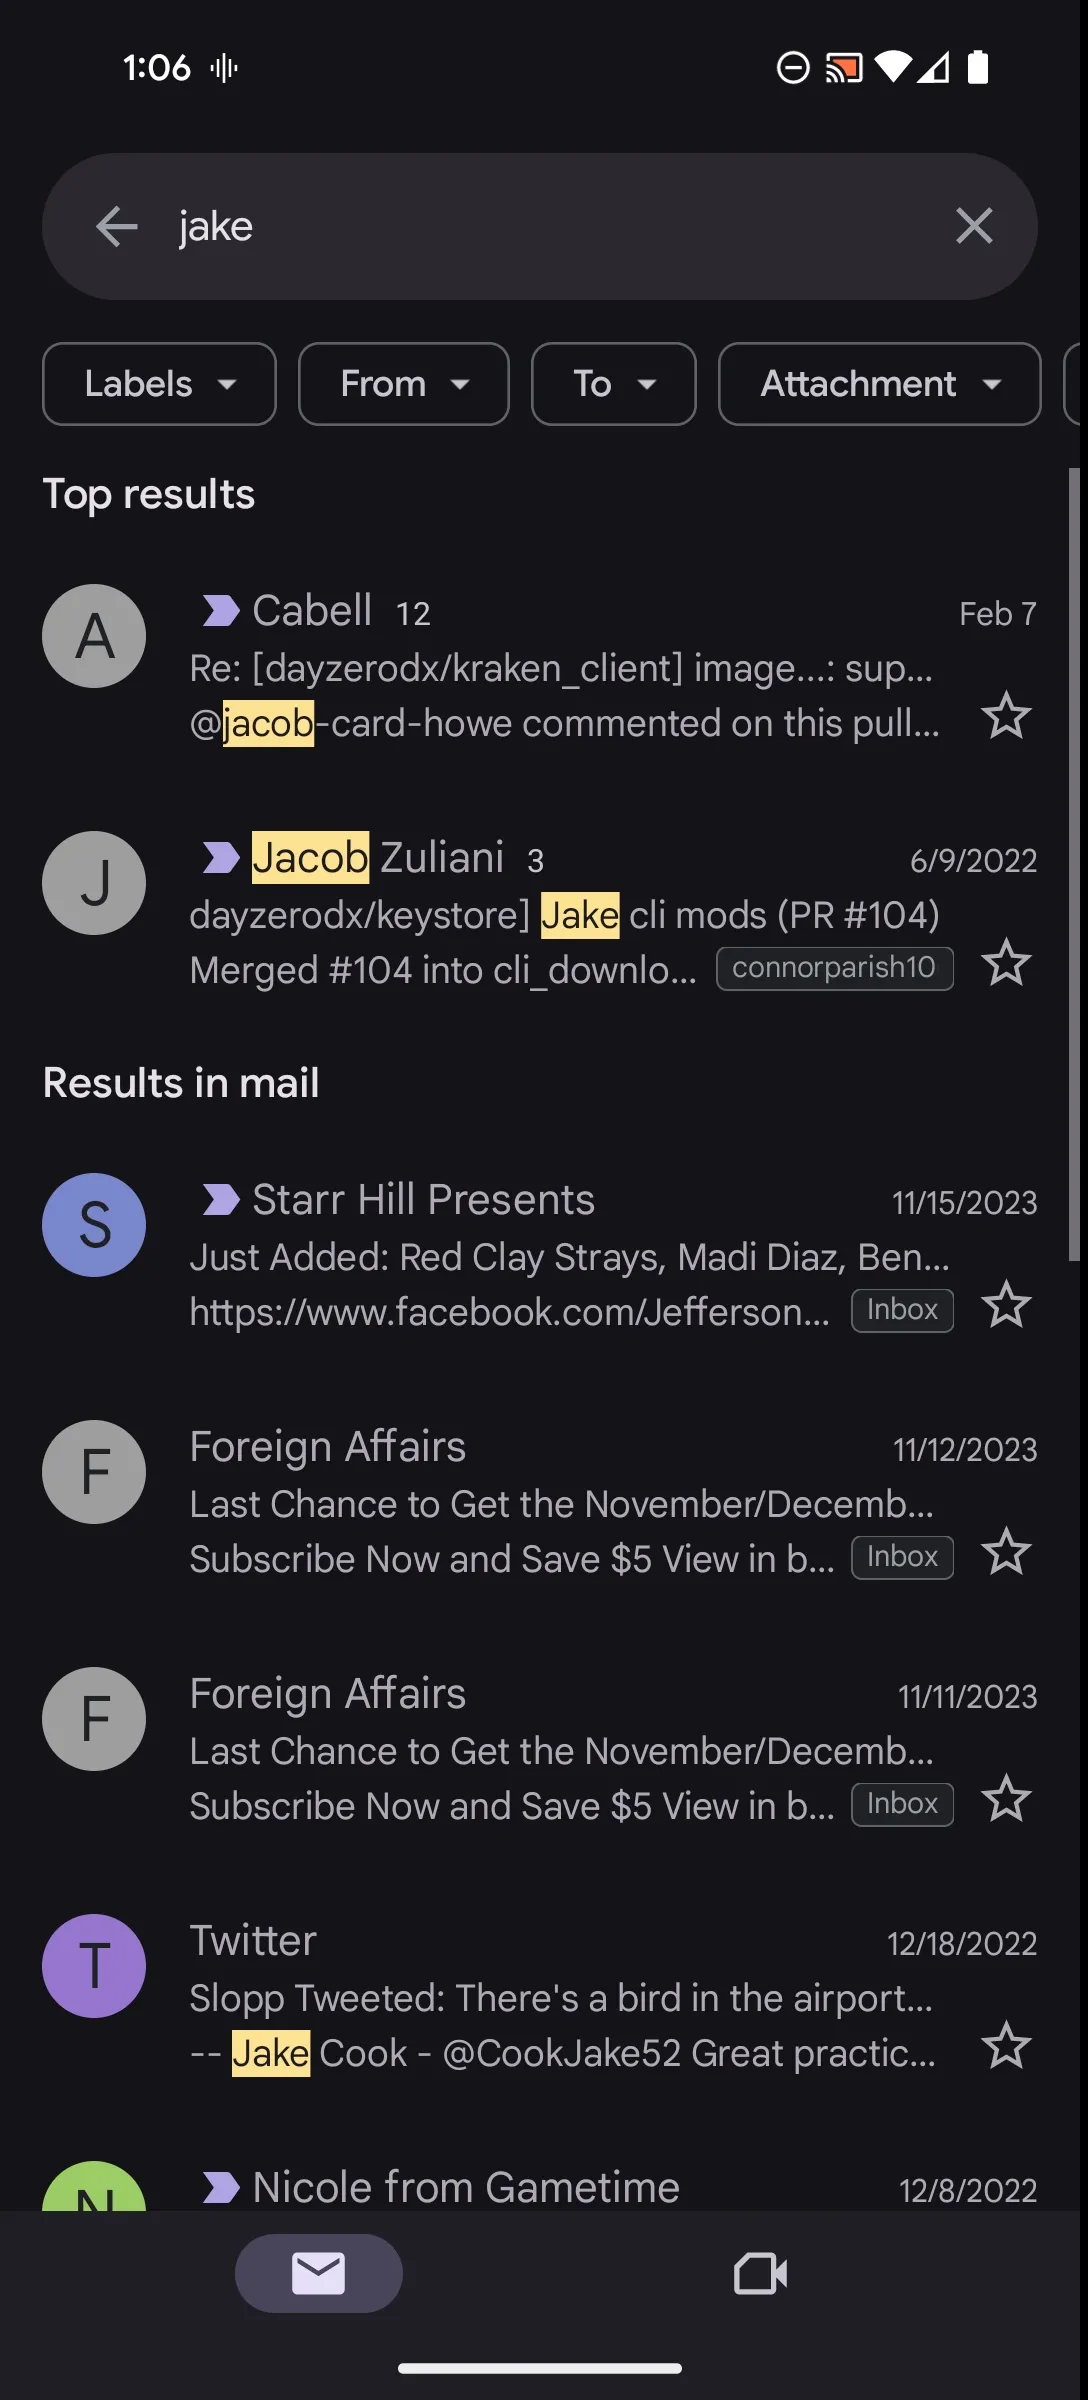 1:06
jake
Labels
From
To
Attachment
Top results
A
Cabell 12
Feb 7
Re: [dayzerodx/kraken_client] image...: sup...
@jacob-card-howe commented on this pull...
J
Jacob Zuliani 3
6/9/2022
dayzerodx/keystore] Jake cli mods (PR #104)
Merged #104 into cli_downlo...
connorparish10
Results in mail
S
Starr Hill Presents
11/15/2023
Just Added: Red Clay Strays, Madi Diaz, Ben...
https://www.facebook.com/Jefferson...
Inbox
F
Foreign Affairs
11/12/2023
Last Chance to Get the November/Decemb...
Subscribe Now and Save $5 View in b...
Inbox
F
Foreign Affairs
11/11/2023
Last Chance to Get the November/Decemb...
Subscribe Now and Save $5 View in b...
Inbox
T
Twitter
12/18/2022
Slopp Tweeted: There's a bird in the airport...
-- Jake Cook - @CookJake52 Great practic...
N
Nicole from Gametime
12/8/2022